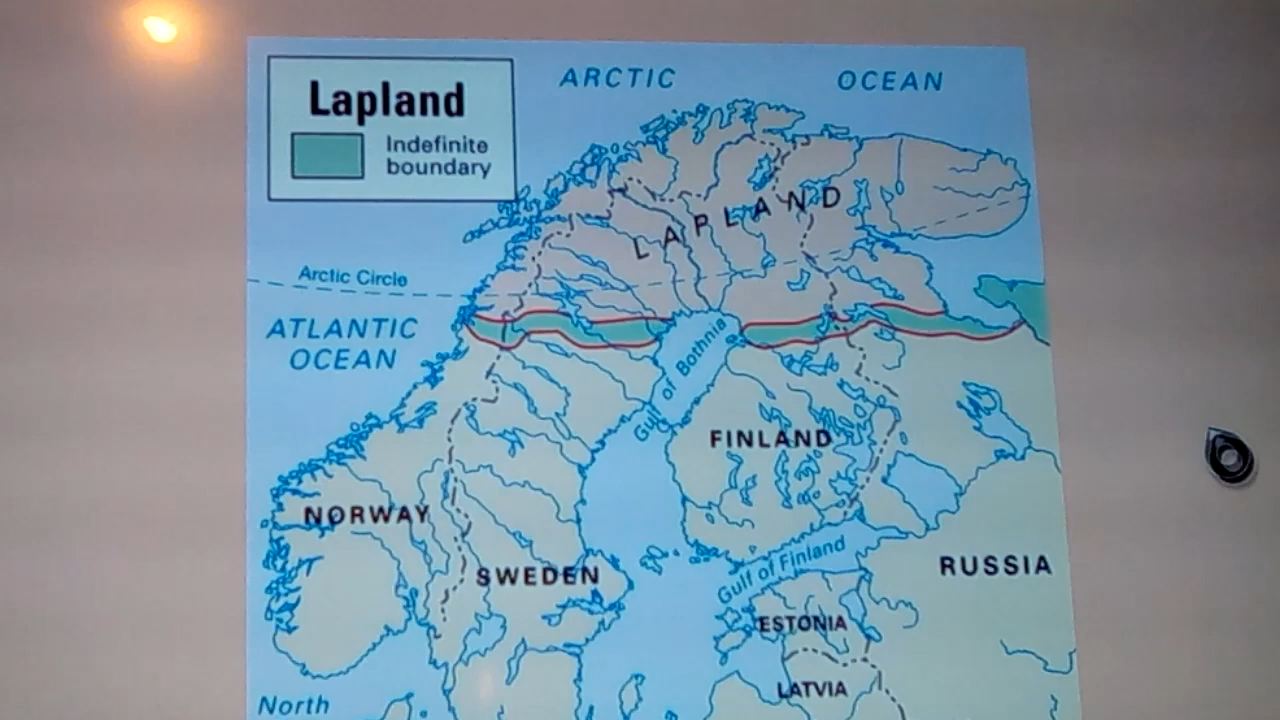 Lapland
Indefinite
boundary
ARCTIC OCEAN
LAPLAND
Arctic Circle
ATLANTIC
OCEAN
Gulf of Bothnia
FINLAND
NORWAY
SWEDEN
Gulf of Finland
RUSSIA
ESTONIA
LATVIA
North